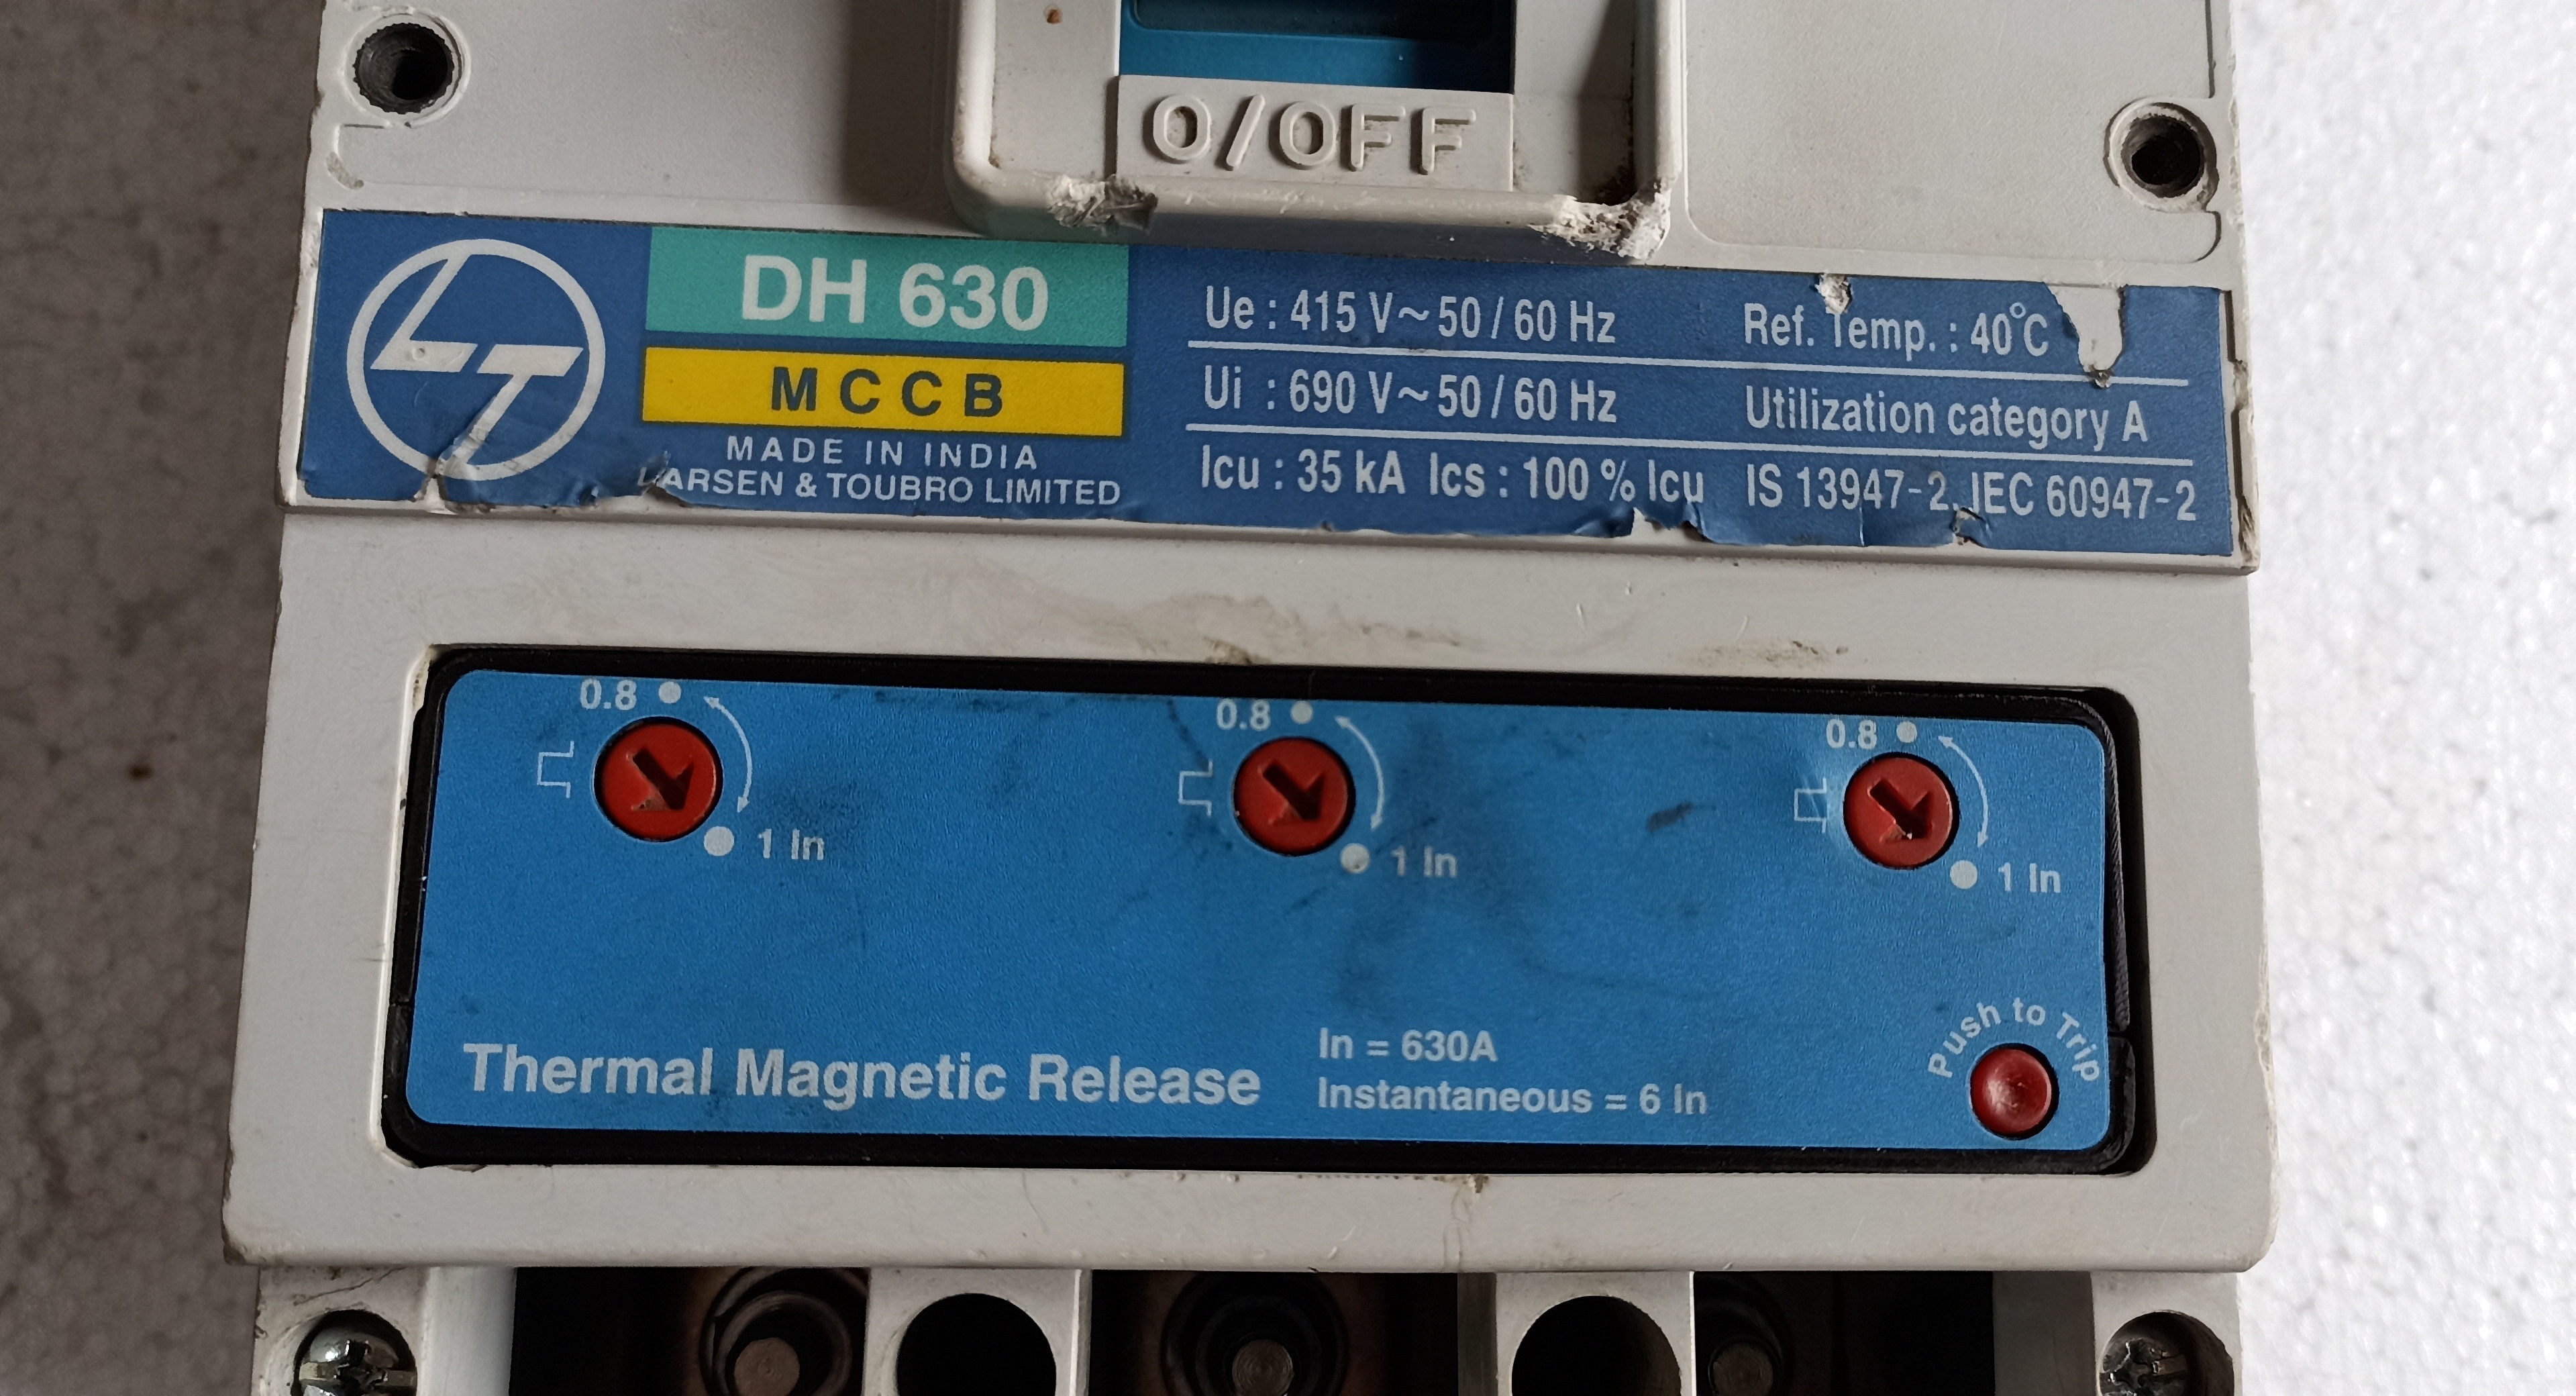 O/OFF
LT
DH 630
MCCB
MADE IN INDIA
LARSEN & TOUBRO LIMITED
Ue : 415 V~ 50 / 60 Hz
Ref. Temp. : 40°C
Ui : 690 V~ 50 / 60 Hz
Utilization category A
Icu : 35 kA Ics : 100 % Icu
IS 13947-2, IEC 60947-2
0.8
1 In
0.8
1 In
0.8
1 In
Thermal Magnetic Release
In = 630A
Instantaneous = 6 In
Push to Trip